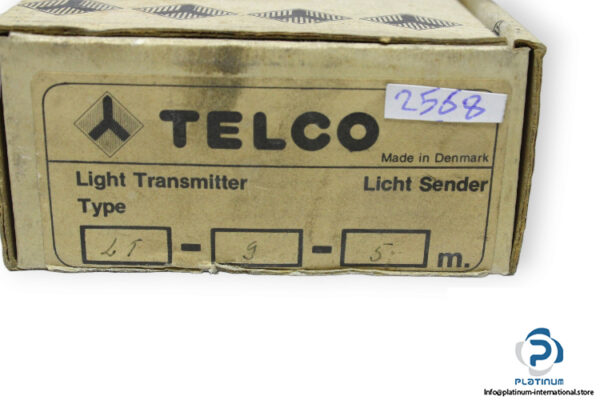 2568
TELCO
Made in Denmark
Light Transmitter Licht Sender
Type
LT - 9 - 5 m.
PLATINUM
Info@platinum-international.store